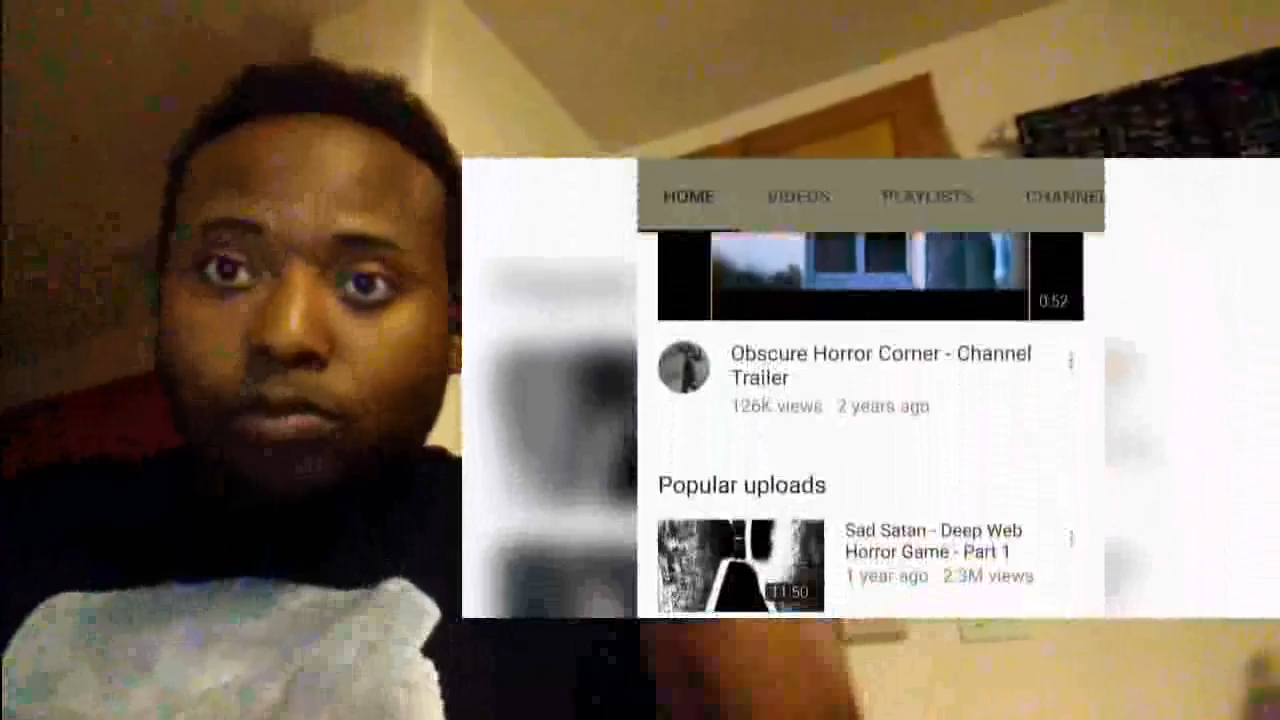 HOME VIDEOS PLAYLISTS CHANNEL
0:52
Obscure Horror Corner - Channel
Trailer
126K views 2 years ago
Popular uploads
Sad Satan - Deep Web
Horror Game - Part 1
1 year ago 2.3M views
11:50